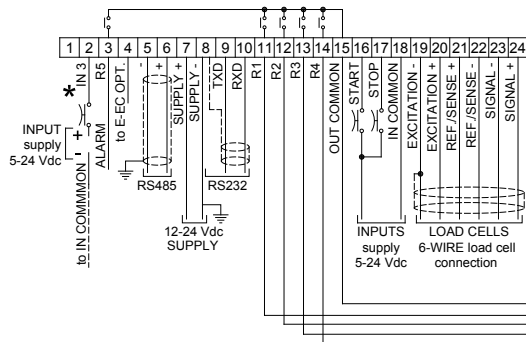 1 2 3 4 5 6 7 8 9 10 11 12 13 14 15 16 17 18 19 20 21 22 23 24
IN 3
R5
ALARM
to E-EC OPT.
-
+
SUPPLY +
SUPPLY -
TXD
RXD
R1
R2
R3
R4
OUT COMMON
START
STOP
IN COMMON
EXCITATION -
EXCITATION +
REF./SENSE +
REF./SENSE -
SIGNAL -
SIGNAL +
*
+
-
INPUT
supply
5-24 Vdc
to IN COMMMON
RS485
RS232
12-24 Vdc
SUPPLY
INPUTS
supply
5-24 Vdc
LOAD CELLS
6-WIRE load cell
connection